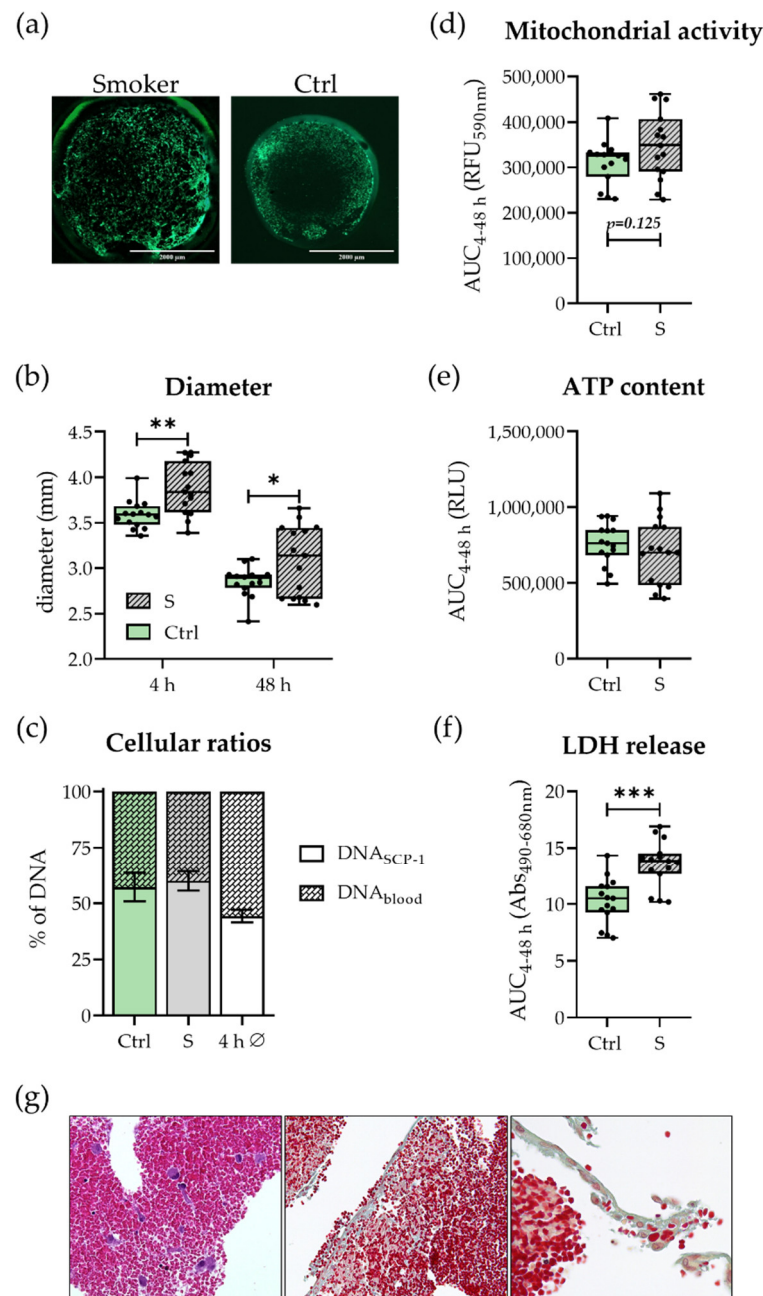 (a)
Smoker
Ctrl
2000 µm
2000 µm
(b)
Diameter
diameter (mm)
4.5
4.0
3.5
3.0
2.5
2.0
**
*
S
Ctrl
4 h
48 h
(c)
Cellular ratios
% of DNA
100
75
50
25
0
Ctrl
S
4 h ∅
DNA_SCP-1
DNA_blood
(d)
Mitochondrial activity
AUC_4-48 h (RFU_590nm)
500,000
400,000
300,000
200,000
100,000
0
p=0.125
Ctrl
S
(e)
ATP content
AUC_4-48 h (RLU)
1,500,000
1,000,000
500,000
0
Ctrl
S
(f)
LDH release
AUC_4-48 h (Abs_490-680nm)
20
15
10
5
0
***
Ctrl
S
(g)